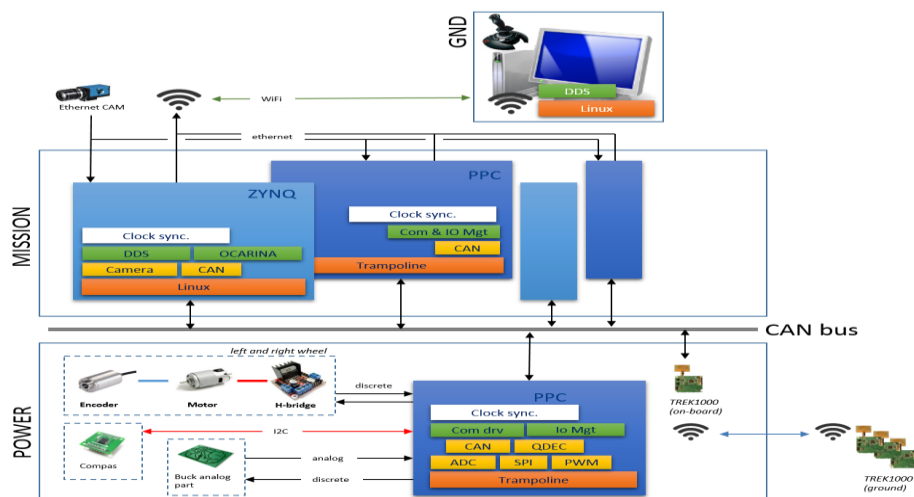 GND
DDS
Linux
WiFi
Ethernet CAM
ethernet
MISSION
ZYNQ
Clock sync.
DDS
OCARINA
Camera
CAN
Linux
PPC
Clock sync.
Com & IO Mgt
CAN
Trampoline
CAN bus
POWER
left and right wheel
Encoder
Motor
H-bridge
discrete
I2C
Compas
Buck analog
part
analog
discrete
PPC
Clock sync.
Com drv
Io Mgt
CAN
QDEC
ADC
SPI
PWM
Trampoline
TREK1000
(on-board)
TREK1000
(ground)